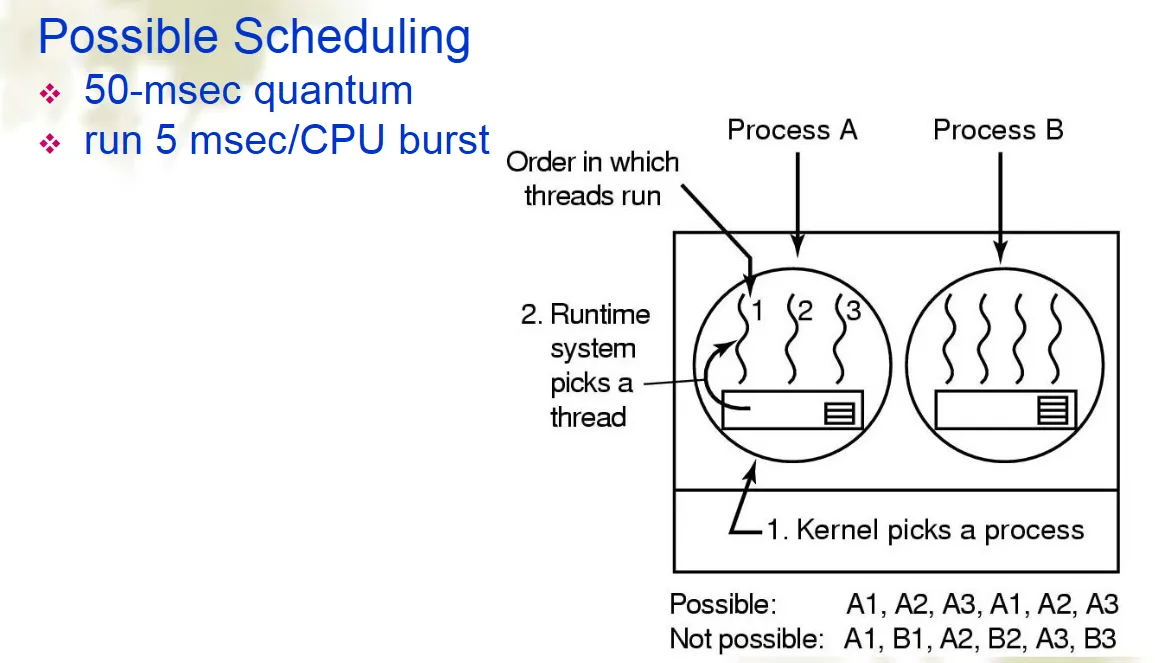 Possible Scheduling
❖ 50-msec quantum
❖ run 5 msec/CPU burst
Process A
Process B
Order in which
threads run
1
2
3
2. Runtime
system
picks a
thread
1. Kernel picks a process
Possible: A1, A2, A3, A1, A2, A3
Not possible: A1, B1, A2, B2, A3, B3